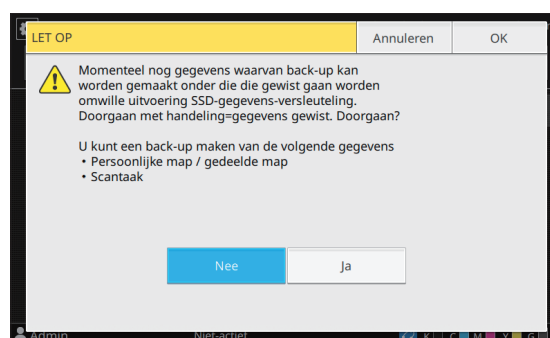 LET OP
Annuleren
OK
Momenteel nog gegevens waarvan back-up kan
worden gemaakt onder die die gewist gaan worden
omwille uitvoering SSD-gegevens-versleuteling.
Doorgaan met handeling=gegevens gewist. Doorgaan?
U kunt een back-up maken van de volgende gegevens
• Persoonlijke map / gedeelde map
• Scantaak
Nee
Ja
Admin
Niet-actief
K
C
M
Y
G